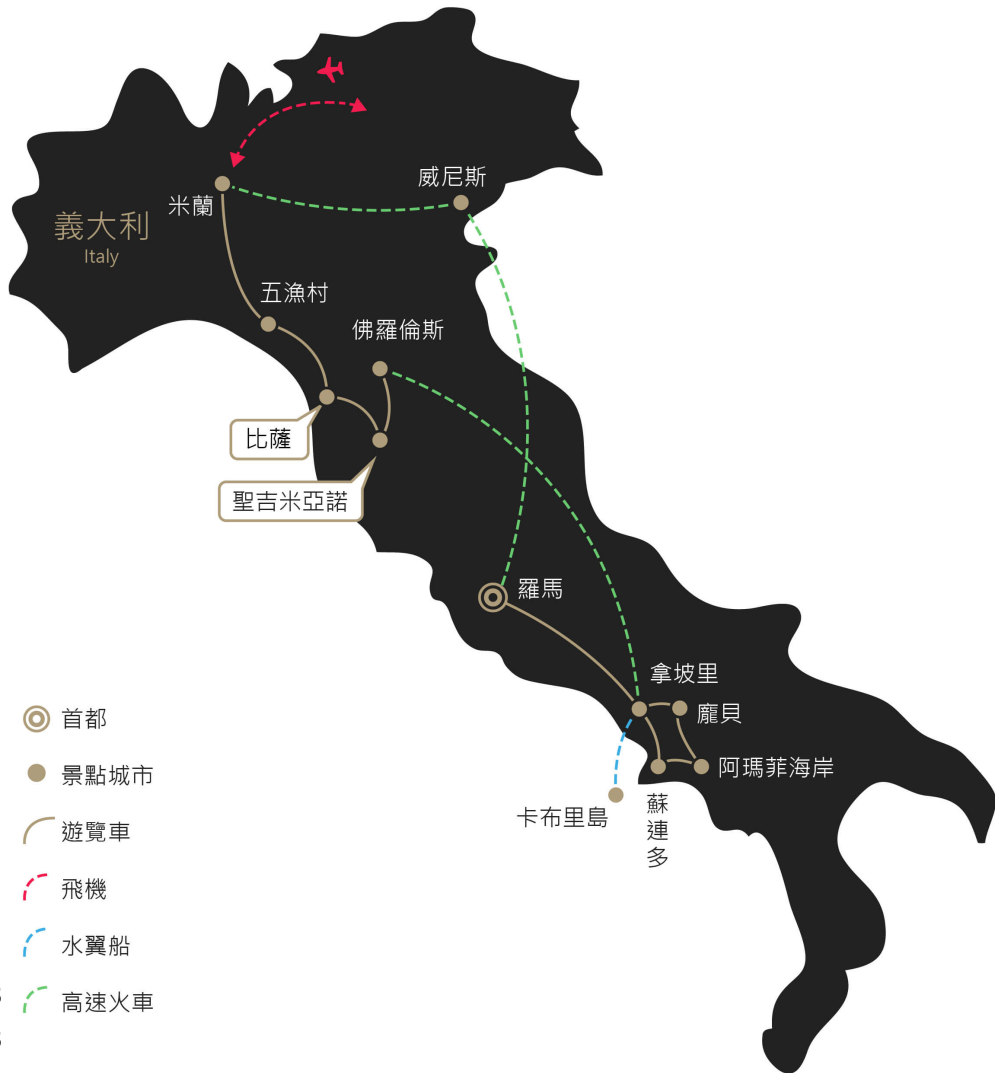 威尼斯
米蘭
義大利
Italy
五漁村
佛羅倫斯
比薩
聖吉米亞諾
羅馬
拿坡里
龐貝
阿瑪菲海岸
蘇連多
卡布里島
首都
景點城市
遊覽車
飛機
水翼船
高速火車